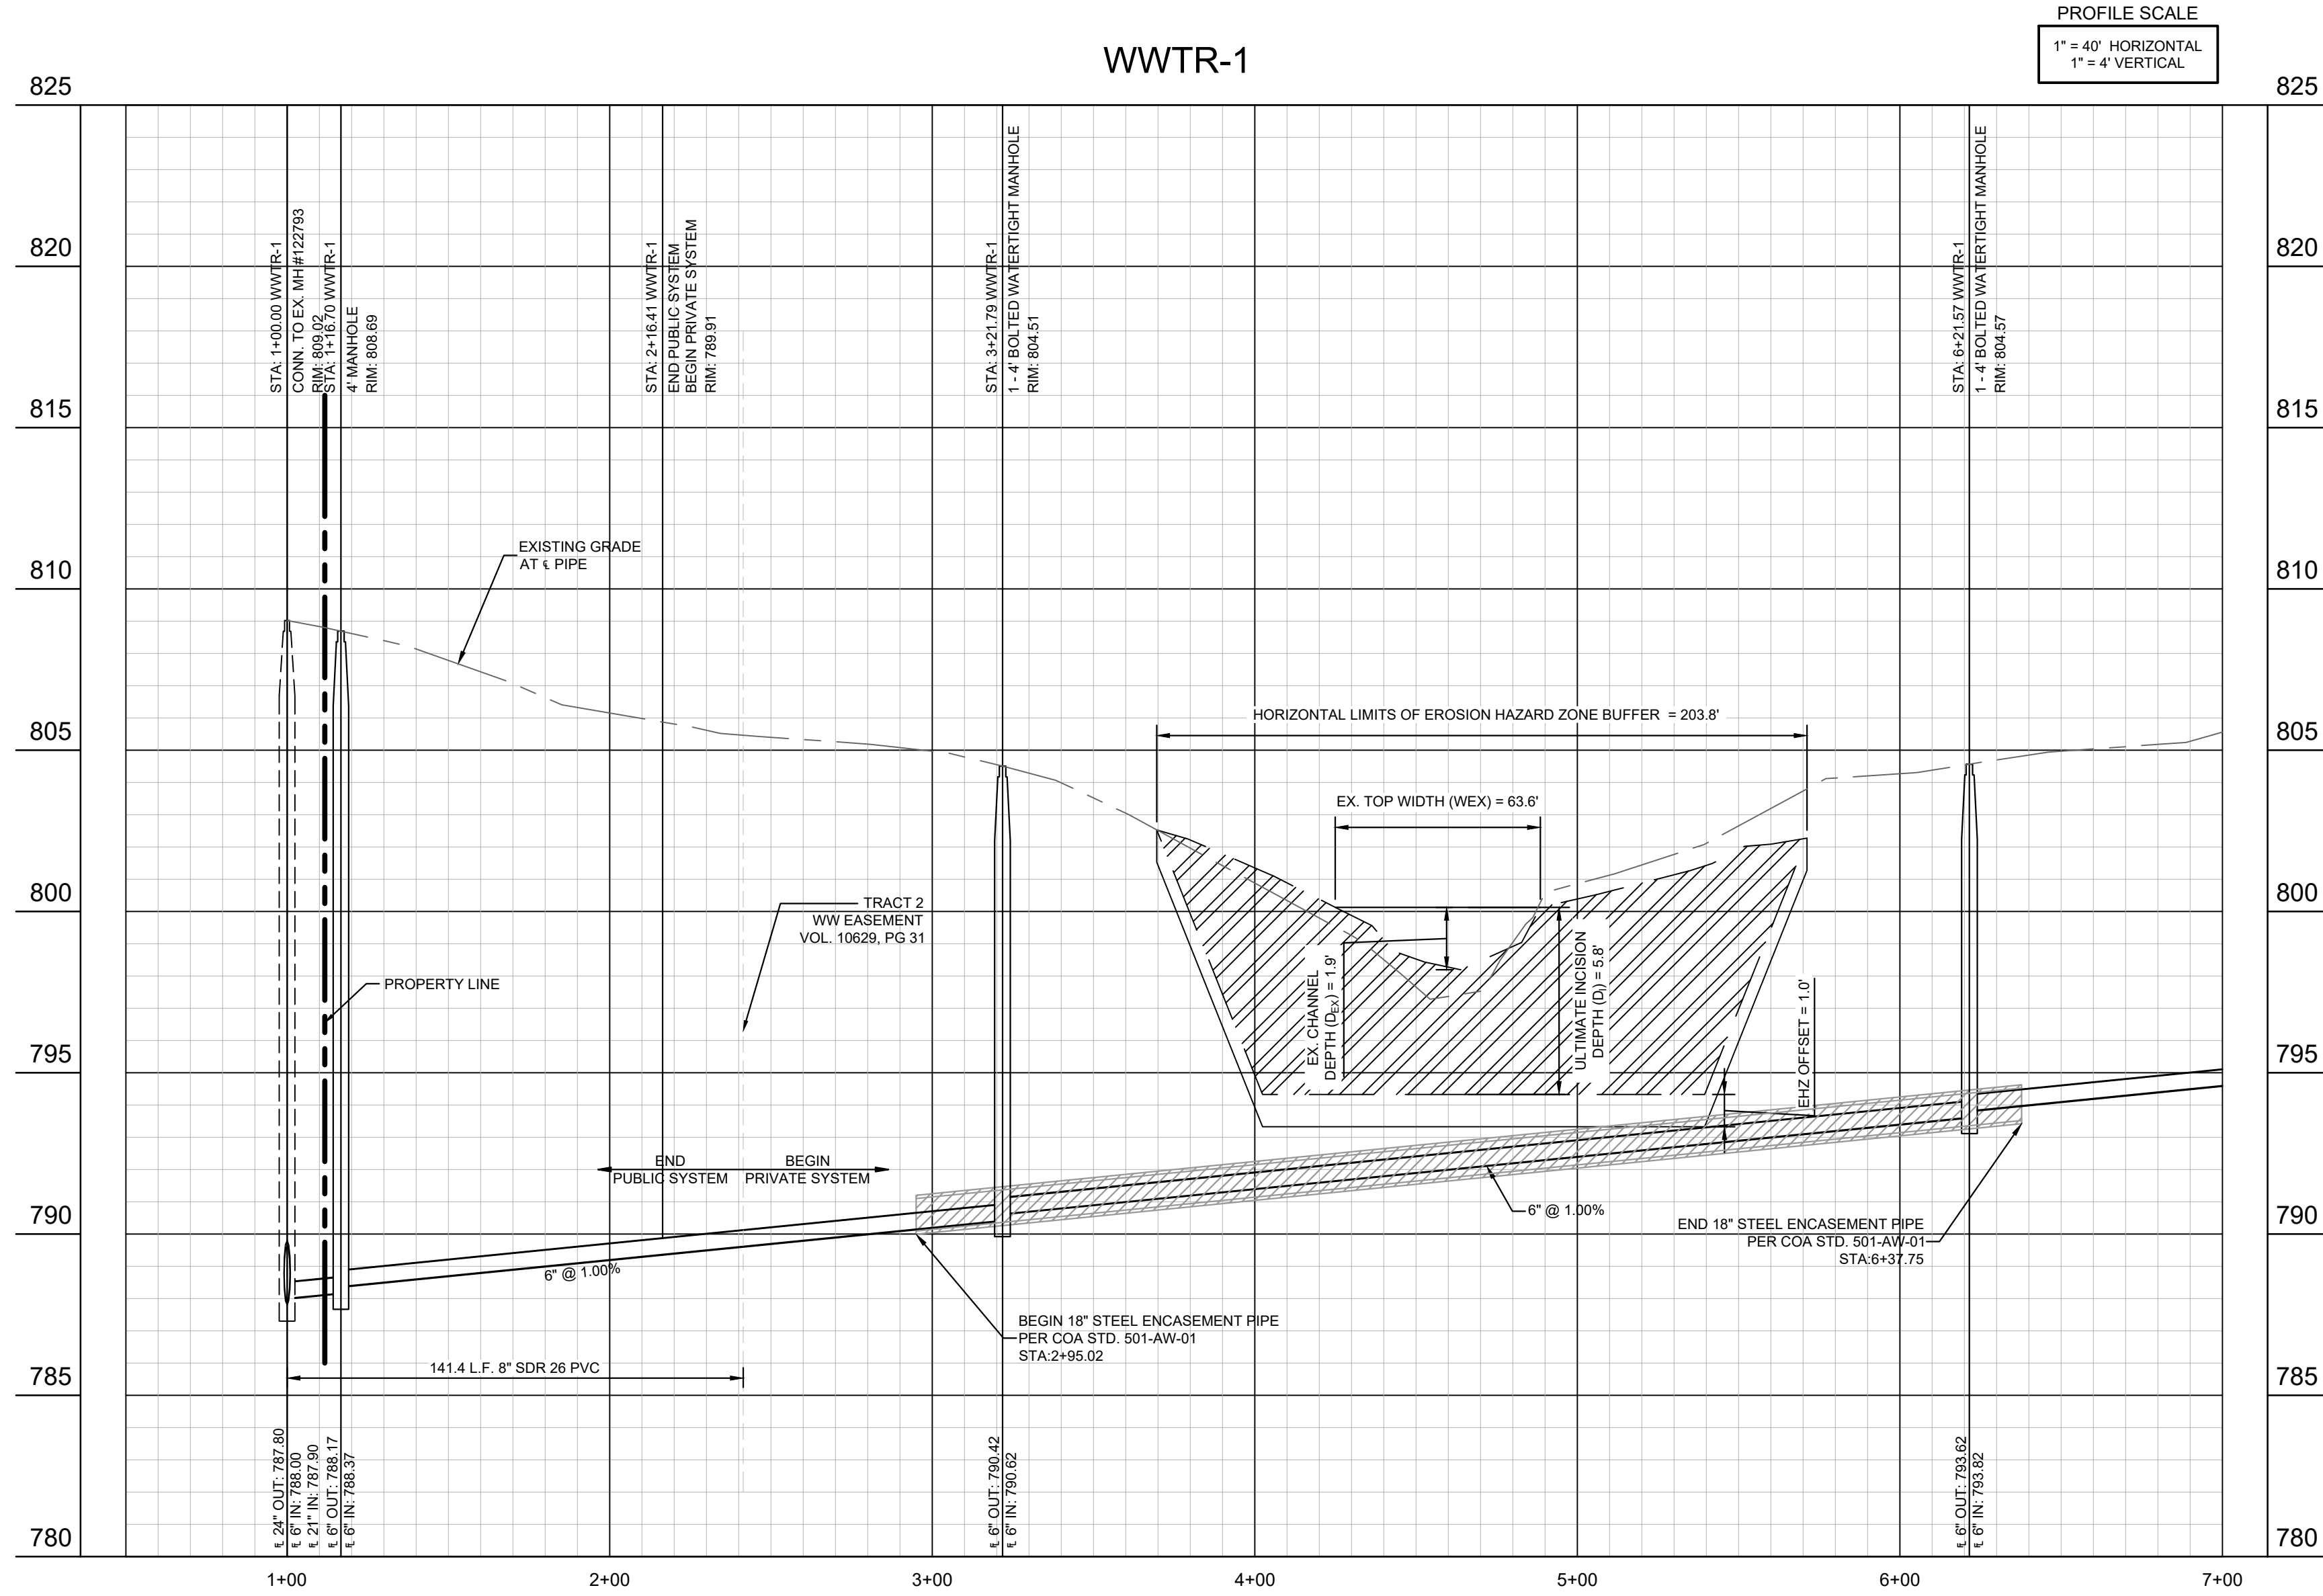 PROFILE SCALE
1" = 40' HORIZONTAL
1" = 4' VERTICAL
WWTR-1
825
825
820
820
815
815
810
810
805
805
800
800
795
795
790
790
785
785
780
780
STA: 1+00.00 WWTR-1
CONN. TO EX. MH#122793
RIM: 809.02
STA: 1+16.70 WWTR-1
4' MANHOLE
RIM: 808.69
STA: 2+16.41 WWTR-1
END PUBLIC SYSTEM
BEGIN PRIVATE SYSTEM
RIM: 789.91
STA: 3+21.79 WWTR-1
1 - 4' BOLTED WATERTIGHT MANHOLE
RIM: 804.51
STA: 6+21.57 WWTR-1
1 - 4' BOLTED WATERTIGHT MANHOLE
RIM: 804.57
EXISTING GRADE
AT ℄ PIPE
HORIZONTAL LIMITS OF EROSION HAZARD ZONE BUFFER = 203.8'
EX. TOP WIDTH (WEX) = 63.6'
TRACT 2
WW EASEMENT
VOL. 10629, PG 31
PROPERTY LINE
EX. CHANNEL
DEPTH (DEX) = 1.9'
ULTIMATE INCISION
DEPTH (DI) = 5.8'
EHZ OFFSET = 1.0'
END
PUBLIC SYSTEM
BEGIN
PRIVATE SYSTEM
6" @ 1.00%
6" @ 1.00%
END 18" STEEL ENCASEMENT PIPE
PER COA STD. 501-AW-01
STA:6+37.75
BEGIN 18" STEEL ENCASEMENT PIPE
PER COA STD. 501-AW-01
STA:2+95.02
141.4 L.F. 8" SDR 26 PVC
℄ 24" OUT: 787.80
℄ 6" IN: 788.00
℄ 21" IN: 787.90
℄ 6" OUT: 788.17
℄ 6" IN: 788.37
℄ 6" OUT: 790.42
℄ 6" IN: 790.62
℄ 6" OUT: 793.62
℄ 6" IN: 793.82
1+00
2+00
3+00
4+00
5+00
6+00
7+00